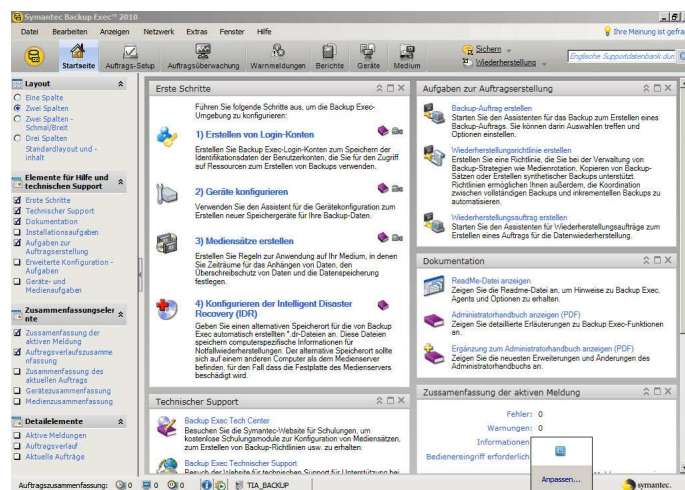 Symantec Backup Exec™ 2010
Datei Bearbeiten Anzeigen Netzwerk Extras Fenster Hilfe
Ihre Meinung ist gefra
Startseite Auftrags-Setup Auftragsüberwachung Warnmeldungen Berichte Geräte Medium
Sichern
Wiederherstellung
Englische Supportdatenbank dur
Layout
Eine Spalte
Zwei Spalten
Zwei Spalten -
Schmal/Breit
Drei Spalten
Standardlayout und -
inhalt
Elemente für Hilfe und
technischen Support
Erste Schritte
Technischer Support
Dokumentation
Installationsaufgaben
Aufgaben zur
Auftragserstellung
Erweiterte Konfiguration -
Aufgaben
Geräte- und
Medienaufgaben
Zusammenfassungseler
nte
Zusammenfassung der
aktiven Meldung
Auftragsverlaufszusamme
nfassung
Zusammenfassung des
aktuellen Auftrags
Gerätezusammenfassung
Medienzusammenfassung
Detailelemente
Aktive Meldungen
Auftragsverlauf
Aktuelle Aufträge
Erste Schritte
Führen Sie folgende Schritte aus, um die Backup Exec-
Umgebung zu konfigurieren:
1) Erstellen von Login-Konten
Erstellen Sie Backup Exec-Login-Konten zum Speichern der
Identifikationsdaten der Benutzerkonten, die Sie für den Zugriff
auf Ressourcen zum Erstellen von Backups verwenden.
2) Geräte konfigurieren
Verwenden Sie den Assistent für die Gerätekonfiguration zum
Erstellen neuer Speichergeräte für Ihre Backup-Daten.
3) Mediensätze erstellen
Erstellen Sie Regeln zur Anwendung auf Ihr Medium, in denen
Sie Zeiträume für das Anhängen von Daten, den
Überschreibschutz von Daten und die Datenspeicherung
festlegen.
4) Konfigurieren der Intelligent Disaster
Recovery (IDR)
Geben Sie einen alternativen Speicherort für die von Backup
Exec automatisch erstellten *.dr-Dateien an. Diese Dateien
speichern computerspezifische Informationen für
Notfallwiederherstellungen. Der alternative Speicherort sollte
sich auf einem anderen Computer als dem Medienserver
befinden, für den Fall dass die Festplatte des Medienservers
beschädigt wird.
Technischer Support
Backup Exec Tech Center
Besuchen Sie die Symantec-Website für Schulungen, um
kostenlose Schulungsmodule zur Konfiguration von Mediensätzen,
zum Erstellen von Backup-Richtlinien usw. zu erhalten.
Backup Exec Technischer Support
Besuch der Website für technischen Support für Unterstützung bei
Aufgaben zur Auftragserstellung
Backup-Auftrag erstellen
Starten Sie den Assistenten für das Backup zum Erstellen eines
Backup-Auftrags. Sie können darin Auswahlen treffen und
Optionen einstellen.
Wiederherstellungsrichtlinie erstellen
Erstellen Sie eine Richtlinie, die Sie bei der Verwaltung von
Backup-Strategien wie Medienrotation, Kopieren von Backup-
Sätzen oder Erstellen synthetischer Backups unterstützt.
Richtlinien ermöglichen Ihnen außerdem, die Koordination
zwischen vollständigen Backups und inkrementellen Backups zu
automatisieren.
Wiederherstellungsauftrag erstellen
Starten Sie den Assistenten für Wiederherstellungsaufträge zum
Erstellen eines Auftrags für die Datenwiederherstellung.
Dokumentation
ReadMe-Datei anzeigen
Zeigen Sie die Readme-Datei an, um Hinweise zu Backup Exec,
Agents und Optionen zu erhalten.
Administratorhandbuch anzeigen (PDF)
Zeigen Sie detaillierte Erläuterungen zu Backup Exec-Funktionen
an.
Ergänzung zum Administratorhandbuch anzeigen (PDF)
Zeigen Sie die neuesten Erweiterungen und Änderungen des
Administratorhandbuchs an.
Zusammenfassung der aktiven Meldung
Fehler: 0
Warnungen: 0
Informationen
Bedienereingriff erforderlich
Anpassen...
Auftragszusammenfassung: 0 0 0 TIA_BACKUP
symantec.